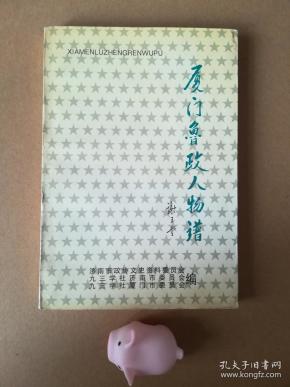 XIAMENLUZHENGRENWUPU
厦门鲁政人物谱
济南市政协文史资料委员会
九三学社济南市委员会
九三学社厦门市委员会
编
孔夫子旧书网